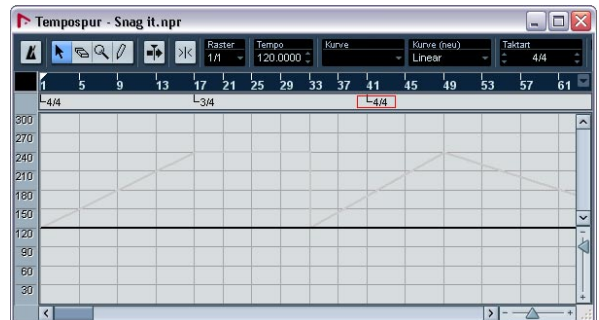 Tempospur - Snag it.npr
Raster Tempo Kurve Kurve (neu) Taktart
1/1 120.0000 Linear 4/4
1 5 9 13 17 21 25 29 33 37 41 45 49 53 57 61
4/4 3/4 4/4
300
270
240
210
180
150
120
90
60
30